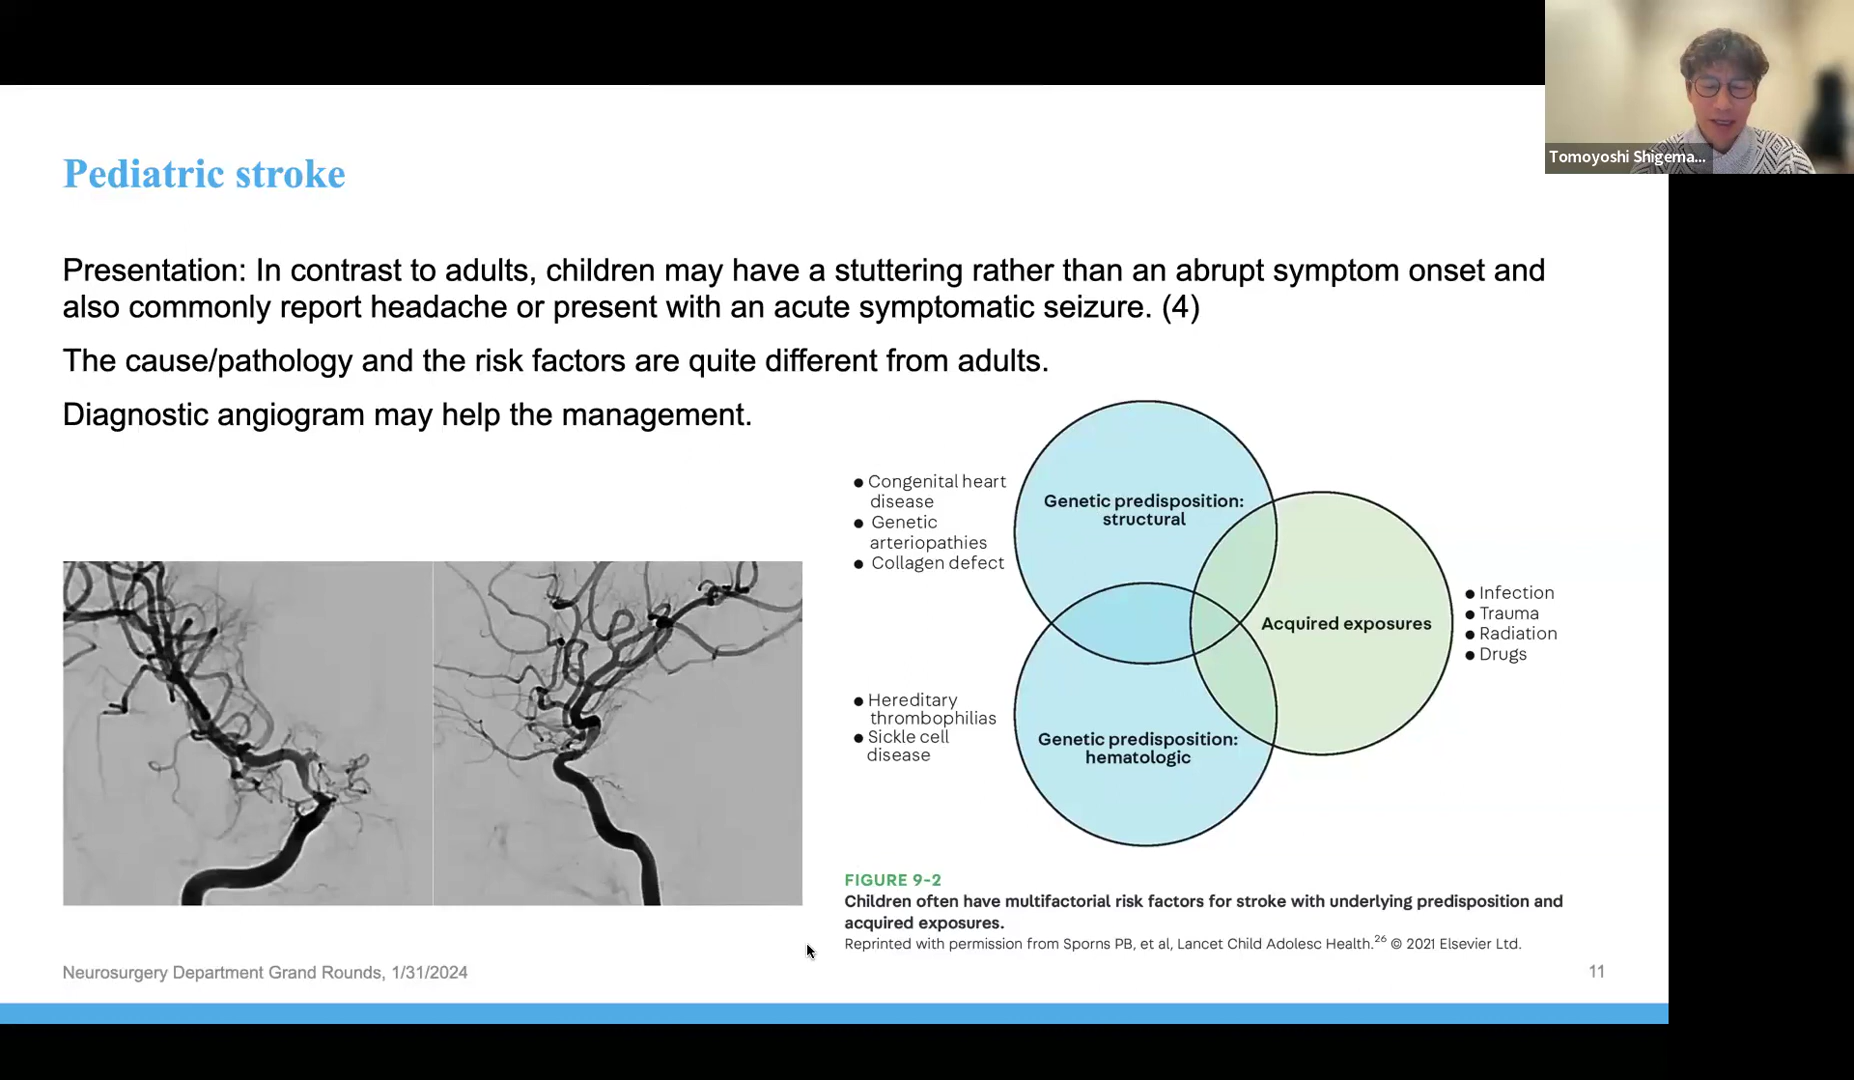 Tomoyoshi Shigema...
Pediatric stroke
Presentation: In contrast to adults, children may have a stuttering rather than an abrupt symptom onset and
also commonly report headache or present with an acute symptomatic seizure. (4)
The cause/pathology and the risk factors are quite different from adults.
Diagnostic angiogram may help the management.
● Congenital heart
disease
● Genetic
arteriopathies
● Collagen defect
Genetic predisposition:
structural
Acquired exposures
● Infection
● Trauma
● Radiation
● Drugs
● Hereditary
thrombophilias
● Sickle cell
disease
Genetic predisposition:
hematologic
FIGURE 9-2
Children often have multifactorial risk factors for stroke with underlying predisposition and
acquired exposures.
Reprinted with permission from Sporns PB, et al, Lancet Child Adolesc Health.26 © 2021 Elsevier Ltd.
Neurosurgery Department Grand Rounds, 1/31/2024
11